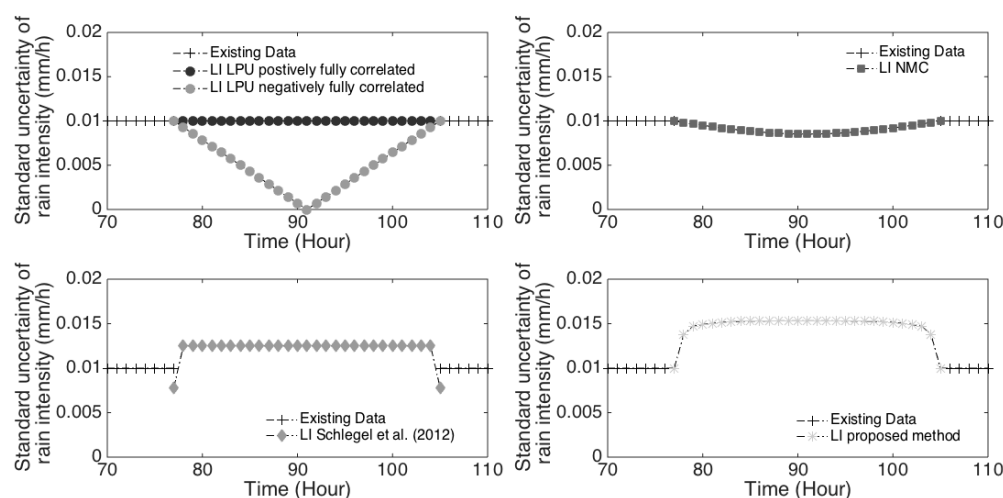 Standard uncertainty of
rain intensity (mm/h)
0.02
0.015
0.01
0.005
0
Existing Data
LI LPU postively fully correlated
LI LPU negatively fully correlated
70 80 90 100 110
Time (Hour)
Standard uncertainty of
rain intensity (mm/h)
0.02
0.015
0.01
0.005
0
Existing Data
LI NMC
70 80 90 100 110
Time (Hour)
Standard uncertainty of
rain intensity (mm/h)
0.02
0.015
0.01
0.005
0
Existing Data
LI Schlegel et al. (2012)
70 80 90 100 110
Time (Hour)
Standard uncertainty of
rain intensity (mm/h)
0.02
0.015
0.01
0.005
0
Existing Data
LI proposed method
70 80 90 100 110
Time (Hour)